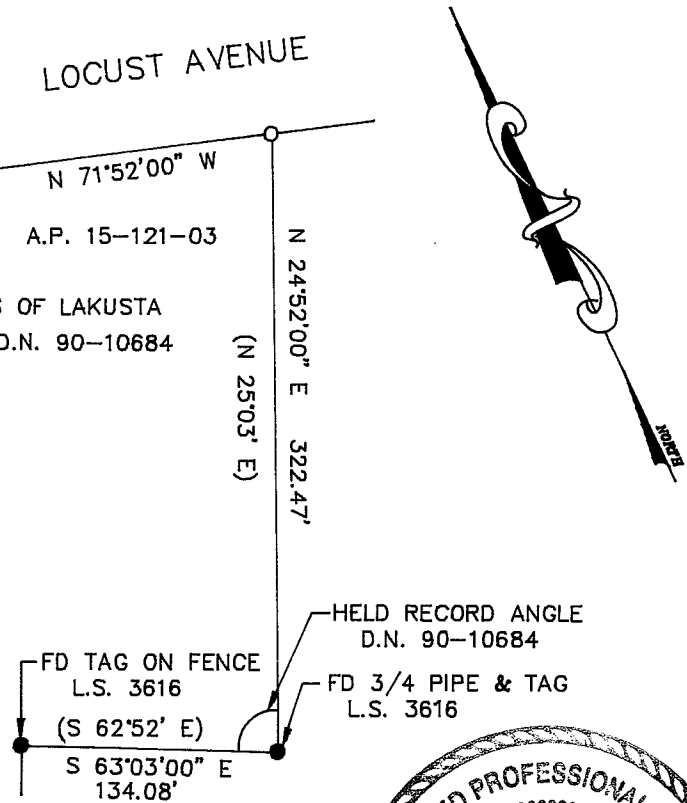 LOCUST AVENUE
N 71°52'00" W
A.P. 15-121-03
S OF LAKUSTA
D.N. 90-10684
N 24°52'00" E 322.47'
(N 25°03' E)
NORTH
HELD RECORD ANGLE
D.N. 90-10684
FD TAG ON FENCE
L.S. 3616
FD 3/4 PIPE & TAG
L.S. 3616
(S 62°52' E)
S 63°03'00" E
134.08'
PROFESSIONAL